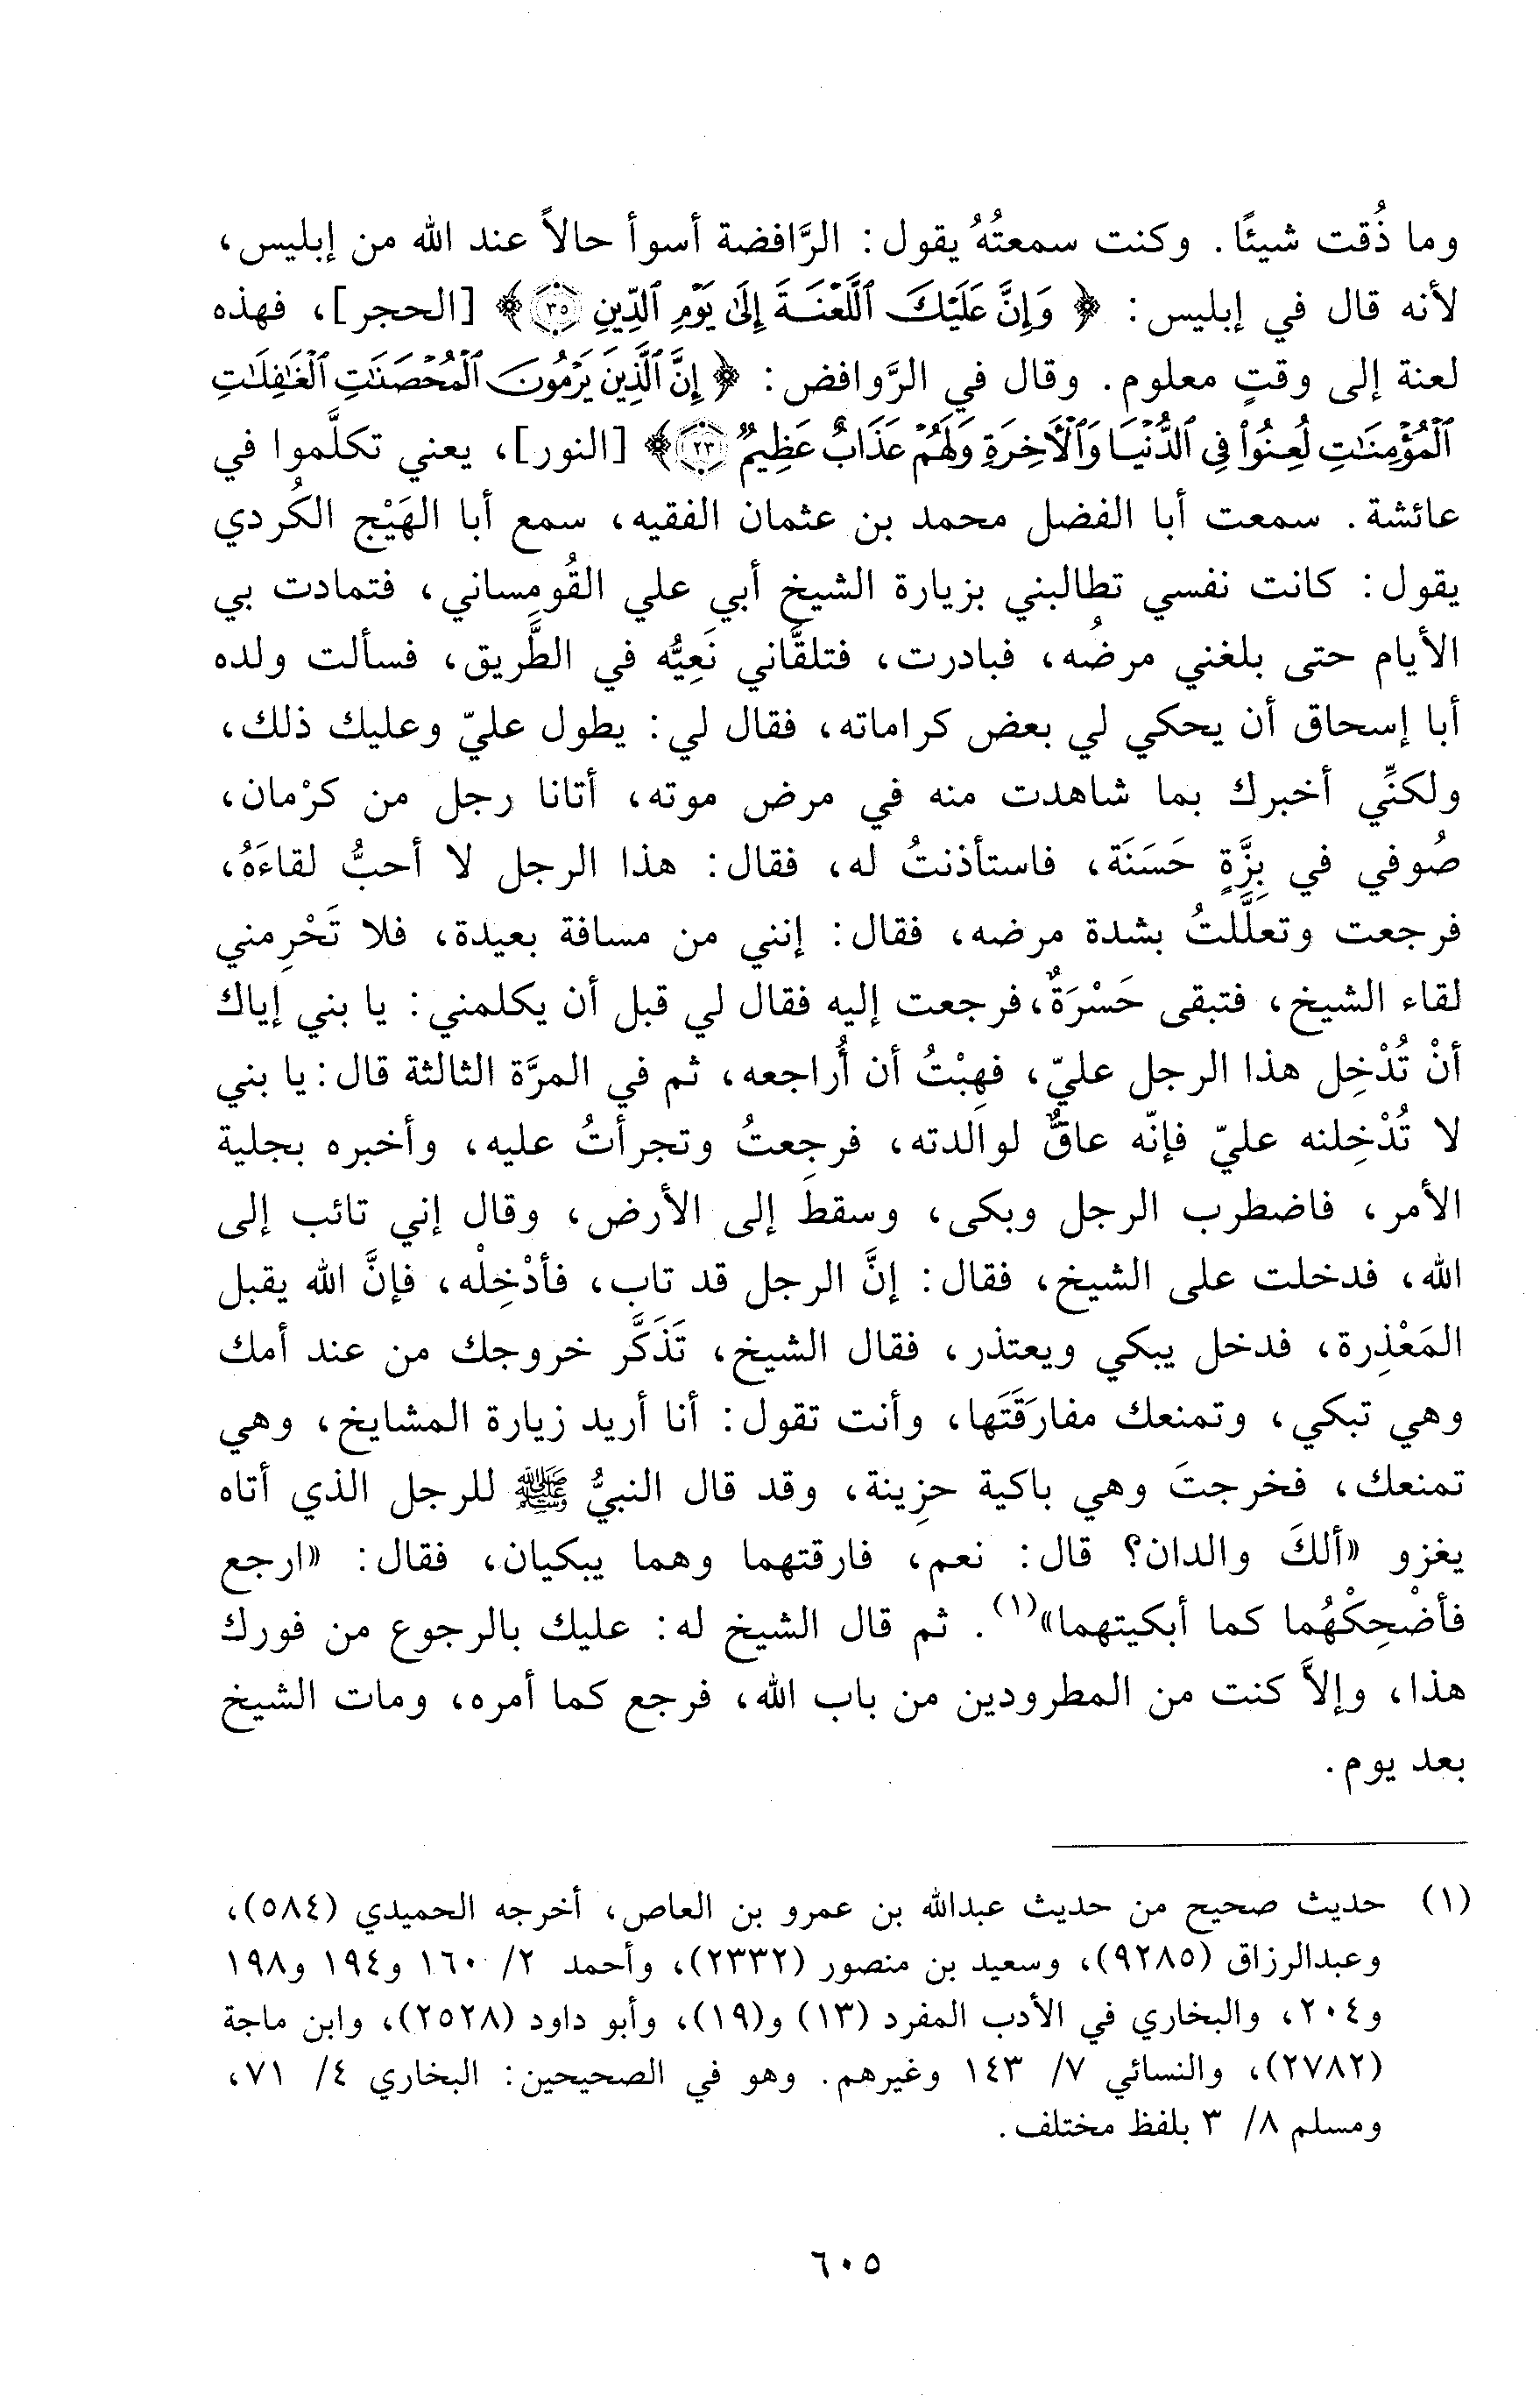 وما ذُقت شيئًا. وكنت سمعتُهُ يقول: الرَّافضة أسوأ حالاً عند الله من إبليس،
لأنه قال في إبليس: ﴿وَإِنَّ عَلَيْكَ ٱللَّعْنَةَ إِلَىٰ يَوْمِ ٱلدِّينِ ٣٥﴾ [الحجر]، فهذه
لعنة إلى وقتٍ معلوم. وقال في الرَّوافض: ﴿إِنَّ ٱلَّذِينَ يَرْمُونَ ٱلْمُحْصَنَٰتِ ٱلْغَٰفِلَٰتِ
ٱلْمُؤْمِنَٰتِ لُعِنُوا۟ فِى ٱلدُّنْيَا وَٱلْأَخِرَةِ وَلَهُمْ عَذَابٌ عَظِيمٌ ٢٣﴾ [النور]، يعني تكلَّموا في
عائشة. سمعت أبا الفضل محمد بن عثمان الفقيه، سمع أبا الهَيْج الكُردي
يقول: كانت نفسي تطالبني بزيارة الشيخ أبي علي القُومِساني، فتمادت بي
الأيام حتى بلغني مرضُه، فبادرت، فتلقَّاني نَعِيُّه في الطَّريق، فسألت ولده
أبا إسحاق أن يحكي لي بعض كراماته، فقال لي: يطول عليّ وعليك ذلك،
ولكنِّي أخبرك بما شاهدت منه في مرض موته، أتانا رجل من كرْمان،
صُوفي في بِزَّةٍ حَسَنَة، فاستأذنتُ له، فقال: هذا الرجل لا أحبُّ لقاءَهُ،
فرجعت وتعلَّلتُ بشدة مرضه، فقال: إنني من مسافة بعيدة، فلا تَحْرِمني
لقاء الشيخ، فتبقى حَسْرَةٌ، فرجعت إليه فقال لي قبل أن يكلمني: يا بني إياك
أنْ تُدْخِل هذا الرجل عليّ، فهِبْتُ أن أُراجعه، ثم في المرَّة الثالثة قال: يا بني
لا تُدْخِلنه عليّ فإنّه عاقٌّ لوالدته، فرجعتُ وتجرأتُ عليه، وأخبره بجلية
الأمر، فاضطرب الرجل وبكى، وسقطَ إلى الأرض، وقال إني تائب إلى
الله، فدخلت على الشيخ، فقال: إنَّ الرجل قد تاب، فأدْخِلْه، فإنَّ الله يقبل
المَعْذِرة، فدخل يبكي ويعتذر، فقال الشيخ، تَذَكَّر خروجك من عند أمك
وهي تبكي، وتمنعك مفارَقَتَها، وأنت تقول: أنا أريد زيارة المشايخ، وهي
تمنعك، فخرجتَ وهي باكية حزينة، وقد قال النبيُّ ﷺ للرجل الذي أتاه
يغزو «ألكَ والدان؟ قال: نعم، فارقتهما وهما يبكيان، فقال: «ارجع
فأضْحِكْهُما كما أبكيتهما»(١). ثم قال الشيخ له: عليك بالرجوع من فورك
هذا، وإلاَّ كنت من المطرودين من باب الله، فرجع كما أمره، ومات الشيخ
بعد يوم.
(١) حديث صحيح من حديث عبدالله بن عمرو بن العاص، أخرجه الحميدي (٥٨٤)،
وعبدالرزاق (٩٢٨٥)، وسعيد بن منصور (٢٣٣٢)، وأحمد ٢/ ١٦٠ و١٩٤ و١٩٨
و٢٠٤، والبخاري في الأدب المفرد (١٣) و(١٩)، وأبو داود (٢٥٢٨)، وابن ماجة
(٢٧٨٢)، والنسائي ٧/ ١٤٣ وغيرهم. وهو في الصحيحين: البخاري ٤/ ٧١،
ومسلم ٨/ ٣ بلفظ مختلف.
٦٠٥